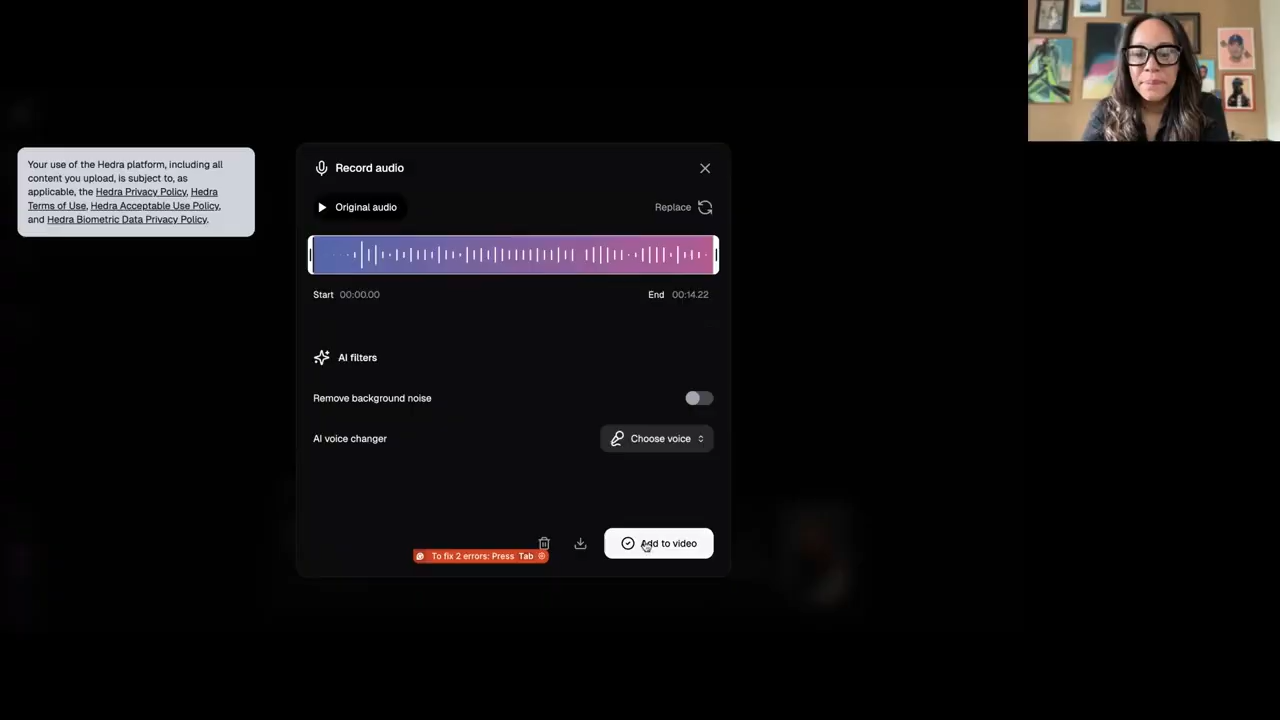 Your use of the Hedra platform, including all
content you upload, is subject to, as
applicable, the Hedra Privacy Policy, Hedra
Terms of Use, Hedra Acceptable Use Policy,
and Hedra Biometric Data Privacy Policy.
Record audio
Original audio
Replace
Start 00:00.00
End 00:14.22
AI filters
Remove background noise
AI voice changer
Choose voice
Add to video
To fix 2 errors: Press Tab